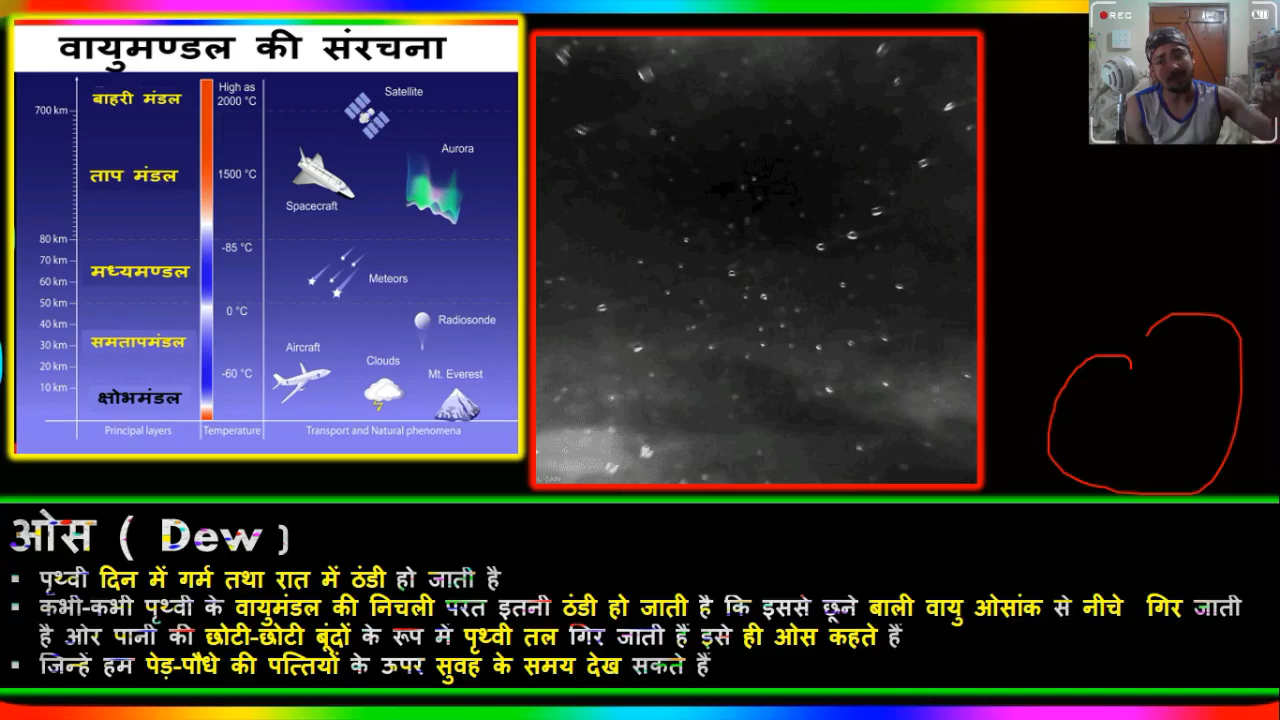 वायुमण्डल की संरचना
बाहरी मंडल
ताप मंडल
मध्यमण्डल
समतापमंडल
क्षोभमंडल
700 km
80 km
70 km
60 km
50 km
40 km
30 km
20 km
10 km
High as
2000 °C
1500 °C
-85 °C
0 °C
-60 °C
Satellite
Aurora
Spacecraft
Meteors
Radiosonde
Aircraft
Clouds
Mt. Everest
Principal layers
Temperature
Transport and Natural phenomena
REC
ओस ( Dew )
▪ पृथ्वी दिन में गर्म तथा रात में ठंडी हो जाती है
▪ कभी-कभी पृथ्वी के वायुमंडल की निचली परत इतनी ठंडी हो जाती है कि इससे छूने बाली वायु ओसांक से नीचे गिर जाती
है ओर पानी की छोटी-छोटी बूंदों के रूप में पृथ्वी तल गिर जाती हैं इसे ही ओस कहते हैं
▪ जिन्हें हम पेड़-पौधे की पत्तियों के ऊपर सुवह के समय देख सकते हैं